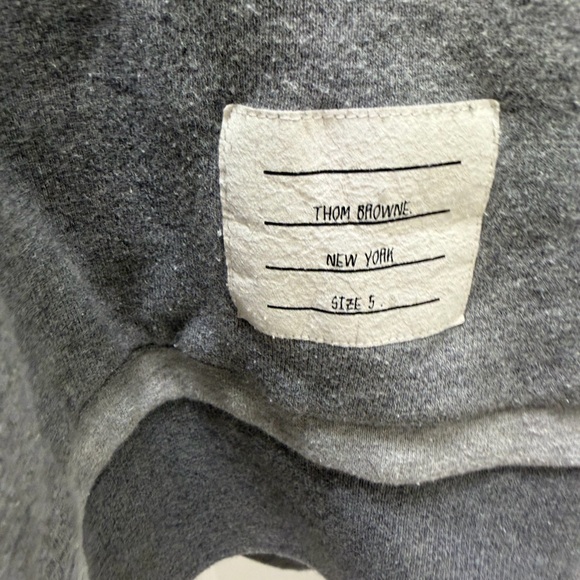 THOM BROWNE.
NEW YORK
SIZE 5.